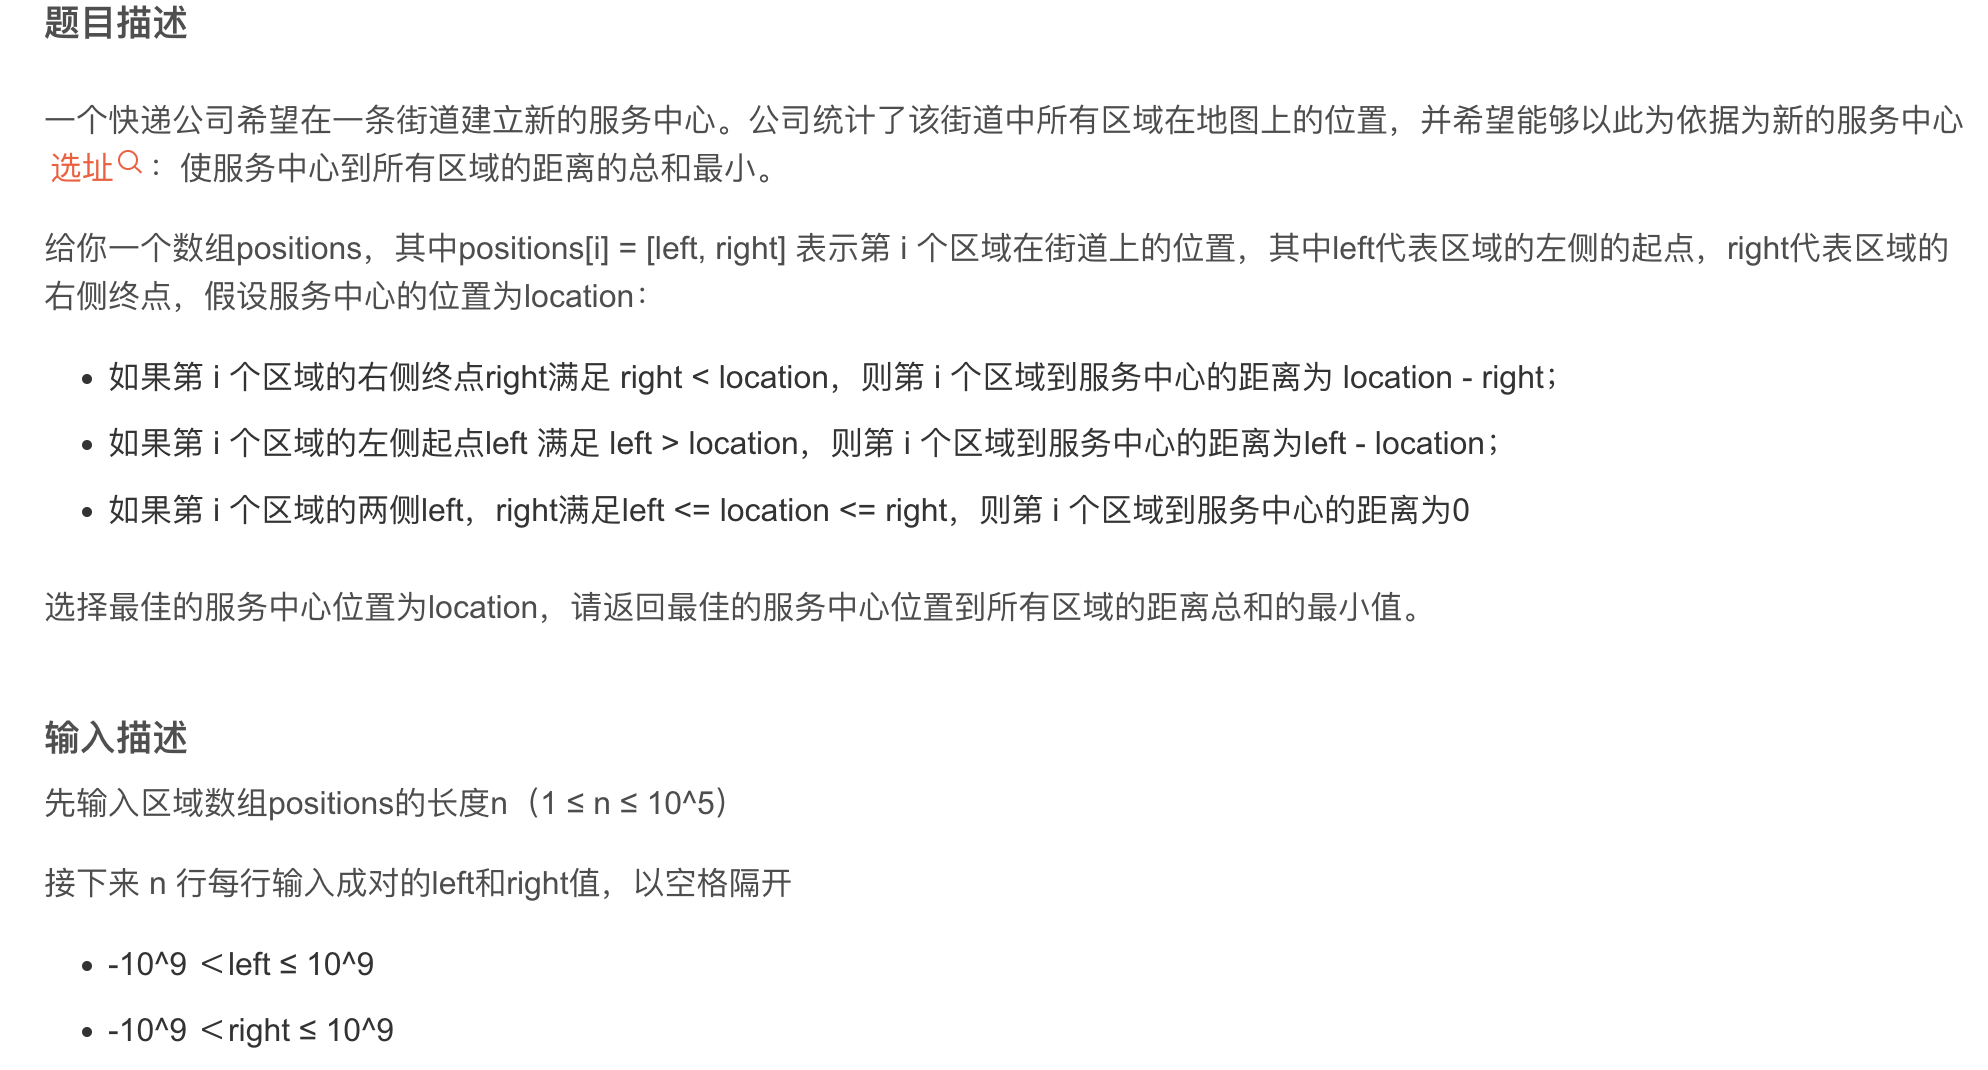 题目描述
一个快递公司希望在一条街道建立新的服务中心。公司统计了该街道中所有区域在地图上的位置，并希望能够以此为依据为新的服务中心
选址：使服务中心到所有区域的距离的总和最小。
给你一个数组positions，其中positions[i] = [left, right] 表示第 i 个区域在街道上的位置，其中left代表区域的左侧的起点，right代表区域的
右侧终点，假设服务中心的位置为location：
如果第 i 个区域的右侧终点right满足 right < location，则第 i 个区域到服务中心的距离为 location - right；
如果第 i 个区域的左侧起点left 满足 left > location，则第 i 个区域到服务中心的距离为left - location；
如果第 i 个区域的两侧left，right满足left <= location <= right，则第 i 个区域到服务中心的距离为0
选择最佳的服务中心位置为location，请返回最佳的服务中心位置到所有区域的距离总和的最小值。
输入描述
先输入区域数组positions的长度n（1 ≤ n ≤ 10^5）
接下来 n 行每行输入成对的left和right值，以空格隔开
-10^9 ＜left ≤ 10^9
-10^9 ＜right ≤ 10^9